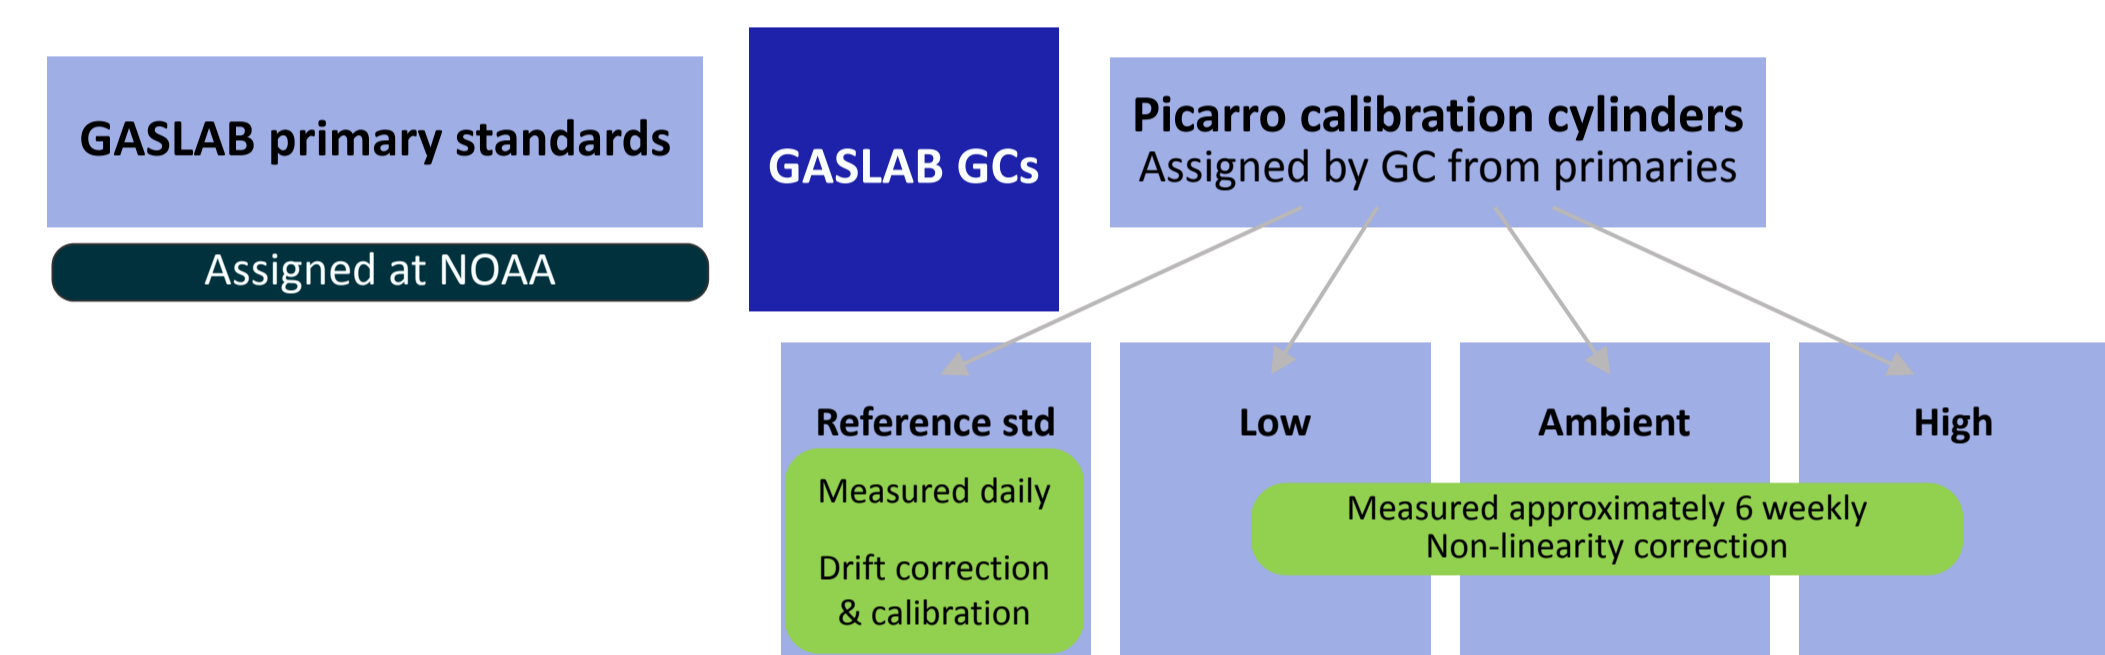 GASLAB primary standards
Assigned at NOAA
GASLAB GCs
Picarro calibration cylinders
Assigned by GC from primaries
Reference std
Measured daily
Drift correction
& calibration
Low
Ambient
High
Measured approximately 6 weekly
Non-linearity correction